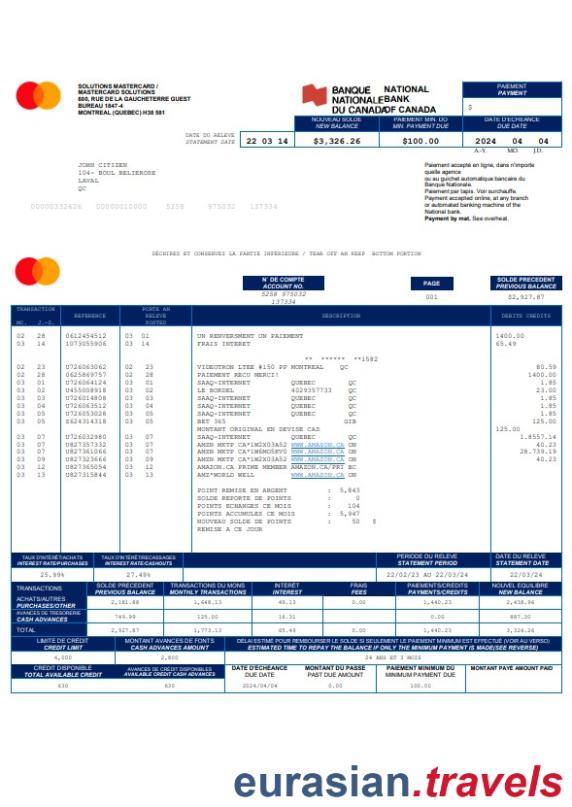 SOLUTIONS MASTERCARD /
MASTERCARD SOLUTIONS
600, RUE DE LA GAUCHETERRE GUEST
BUREAU 1847-4
MONTREAL (QUEBEC) H38 581
BANQUE NATIONALE DU CANADA
NATIONAL BANK OF CANADA
PAIEMENT
PAYMENT
$
DATE DU RELEVE
STATEMENT DATE
22 03 14
NOUVEAU SOLDE
NEW BALANCE
$3,326.26
PAIEMENT MIN. DO
MIN. PAYMENT DUE
$100.00
DATE D'ÉCHÉANCE
DUE DATE
2024 04 04
A.-Y. MO. J.D.
JOHN CITIZEN
104- BOUL BELIEROSE
LAVAL
QC
00000332626 00000010000 5258 975032 137334
Paiement accepté en ligne, dans n'importe
quelle agence
ou au guichet automatique bancaire du
Banque Nationale.
Paiement par tapis. Voir surchauffe.
Payment accepted online, at any branch
or automated banking machine of the
National bank.
Payment by mat. See overheat.
DÉCHIRES ET CONSERVEZ LA PARTIE INFÉRIEURE / TEAR OFF AN KEEP BOTTOM PORTION
N° DE COMPTE
ACCOUNT NO.
5258 975032
137334
PAGE
001
SOLDE PRECEDENT
PREVIOUS BALANCE
$2,927.87
TRANSACTION
MO. J.-D.
REFERENCE
PORTE AN
RELEVE
POSTED
DESCRIPTION
DEBITS CREDITS
02 28 0612454512 03 01 UN RENVERSMENT UN PAIEMENT 1400.00
03 14 1073055906 03 14 FRAIS INTERET 65.49
** ****** **1582
02 23 U726063062 02 23 VIDEOTRON LTEE #150 PP MONTREAL QC 80.59
02 28 0625869757 02 28 PAIEMENT RECU MERCI! 1400.00
03 01 U726064124 03 01 SAAQ-INTERNET QUEBEC QC 1.85
03 02 U455008918 03 02 LE BORDEL 4029357733 QC 23.00
03 03 U726014808 03 03 SAAQ-INTERNET QUEBEC QC 1.85
03 04 U726063512 03 04 SAAQ-INTERNET QUEBEC QC 1.85
03 05 U726053028 03 05 SAAQ-INTERNET QUEBEC QC 1.85
03 05 E624314318 03 05 BET 365 GIB 125.00
MONTANT ORIGINAL EN DEVISE CAD 125.00
03 07 U726032980 03 07 SAAQ-INTERNET QUEBEC QC 1.8557.14
03 07 U827357332 03 07 AMZN METP CA*1W2X03A52 WWW.AMAZON.CA ON 40.23
03 07 U827361066 03 07 AMZN METP WWW.AMAZON.CA ON 28.739.19
03 09 U827323664 03 09 AMZN METP CA*1W2X03A52 WWW.AMAZON.CA ON 40.23
03 12 U827365054 03 12 AMAZON.CA PRIME MEMBER AMAZON.CA/PRI BC
03 13 U827315844 03 13 AMZ*WORLD WELL WWW.AMAZON.CA ON
POINT REMISE EN ARGENT : 5,843
SOLDE REPORTE DE POINTS : 0
POINTS ECHANGES CE MOIS : 104
POINTS ACCUMULES CE MOIS : 5,947
NOUVEAU SOLDE DE POINTS : 50 $
REMISE A CE JOUR
TAUX D'INTÉRÊT/ACHATS
INTEREST RATE/PURCHASES
25.99%
TAUX D'INTÉRÊT/RECASSAGES
INTEREST RATE/CASHOUTS
27.49%
PÉRIODE DU RELEVÉ
STATEMENT PERIOD
22/02/23 AU 22/03/24
DATE DU RELEVÉ
STATEMENT DATE
22/03/24
TRANSACTIONS
SOLDE PRÉCÉDENT
PREVIOUS BALANCE
TRANSACTIONS DU MONS
MONTHLY TRANSACTIONS
INTERÊT
INTEREST
FRAIS
FEES
PAYMENTS/CRÉDITS
PAYMENTS/CREDITS
NOUVEL ÉQUILIBRE
NEW BALANCE
ACHATS/AUTRES
PURCHASES/OTHER
2,181.88 1,648.13 49.13 0.00 1,440.23 2,438.96
AVANCES DE TRESORERIE
CASH ADVANCES
749.99 125.00 16.31 0.00 0.00 887.30
TOTAL 2,927.87 1,773.13 65.49 0.00 1,440.23 3,326.26
LIMITE DE CRÉDIT
CREDIT LIMIT
4,000
MONTANT AVANCES DE FONTS
CASH ADVANCES AMOUNT
2,800
DÉLAI ESTIMÉ POUR REMBOURSER LE SOLDE SI SEULEMENT LE PAIEMENT MINIMUM EST EFFECTUÉ (VOIR AU VERSO)
ESTIMATED TIME TO REPAY THE BALANCE IF ONLY THE MINIMUM PAYMENT IS MADE(SEE REVERSE)
24 ANS ET 3 MOIS
CRÉDIT DISPONIBLE
TOTAL AVAILABLE CREDIT
630
AVANCES DE CRÉDIT DISPONIBLES
AVAILABLE CREDIT CASH ADVANCES
630
DATE D'ÉCHÉANCE
DUE DATE
2024/04/04
MONTANT DU PASSÉ
PAST DUE AMOUNT
0.00
PAIEMENT MINIMUM DÛ
MINIMUM PAYMENT DUE
100.00
MONTANT PAYÉ AMOUNT PAID
eurasian.travels